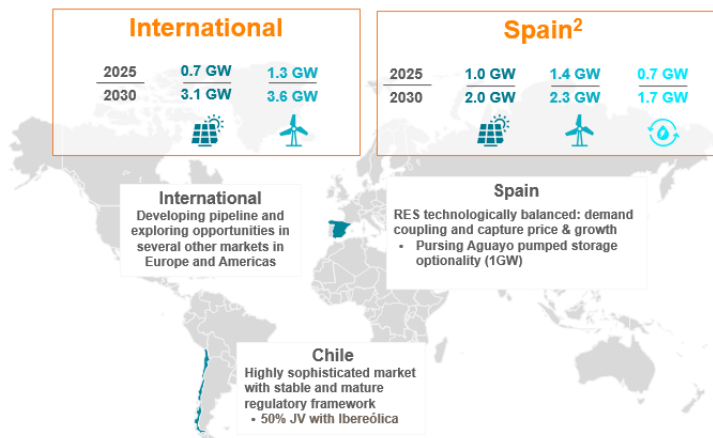 International
2025 0.7 GW 1.3 GW
2030 3.1 GW 3.6 GW
Spain2
2025 1.0 GW 1.4 GW 0.7 GW
2030 2.0 GW 2.3 GW 1.7 GW
International
Developing pipeline and
exploring opportunities in
several other markets in
Europe and Americas
Spain
RES technologically balanced: demand
coupling and capture price & growth
• Pursing Aguayo pumped storage
optionality (1GW)
Chile
Highly sophisticated market
with stable and mature
regulatory framework
• 50% JV with Ibereólica